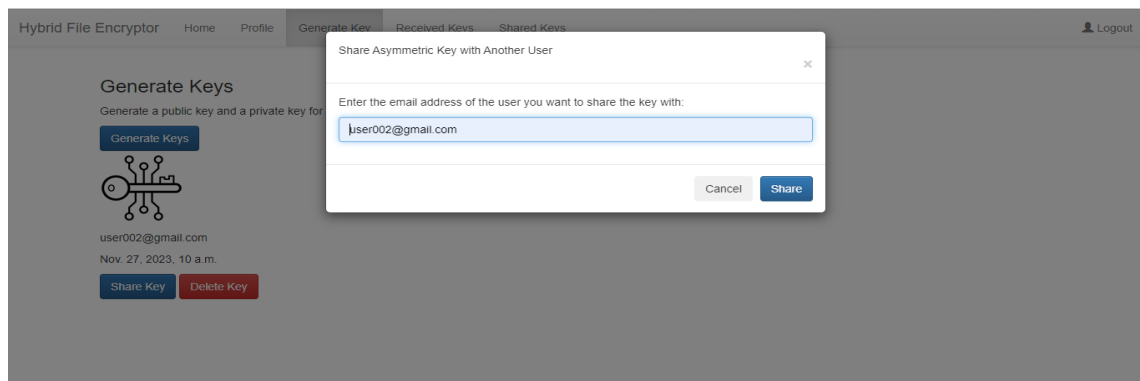 Hybrid File Encryptor Home Profile Generate Key Received Keys Shared Keys Logout
Share Asymmetric Key with Another User
×
Enter the email address of the user you want to share the key with:
user002@gmail.com
Cancel Share
Generate Keys
Generate a public key and a private key for
Generate Keys
user002@gmail.com
Nov. 27, 2023, 10 a.m.
Share Key Delete Key